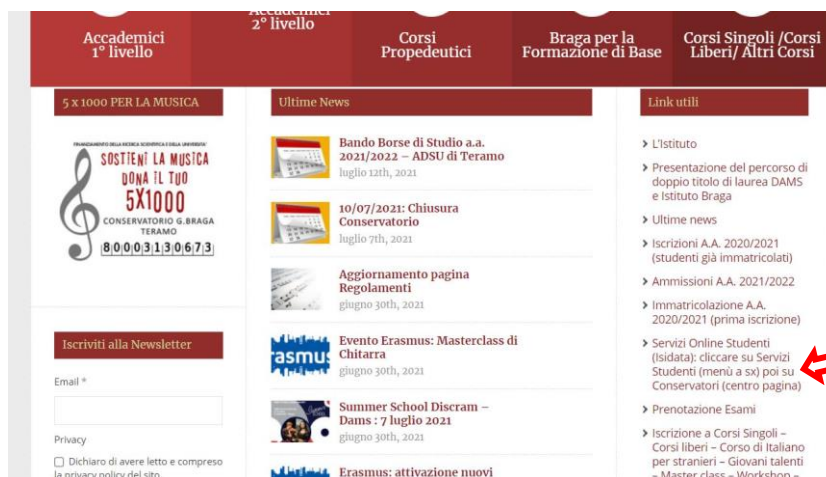 Accademici
1° livello
Accademici
2° livello
Corsi
Propedeutici
Braga per la
Formazione di Base
Corsi Singoli /Corsi
Liberi/ Altri Corsi
5 x 1000 PER LA MUSICA
FINANZIAMENTO DELLA RICERCA SCIENTIFICA E DELLA UNIVERSITA'
SOSTIENI LA MUSICA
DONA IL TUO
5X1000
CONSERVATORIO G.BRAGA
TERAMO
80003130673
Iscriviti alla Newsletter
Email *
Privacy
Dichiaro di avere letto e compreso
la privacy policy del sito
Ultime News
Bando Borse di Studio a.a.
2021/2022 – ADSU di Teramo
luglio 12th, 2021
10/07/2021: Chiusura
Conservatorio
luglio 7th, 2021
Aggiornamento pagina
Regolamenti
giugno 30th, 2021
rasmus
Evento Erasmus: Masterclass di
Chitarra
giugno 30th, 2021
Summer School Discram –
Dams : 7 luglio 2021
giugno 30th, 2021
rasmus
Erasmus: attivazione nuovi
Link utili
L'Istituto
Presentazione del percorso di
doppio titolo di laurea DAMS
e Istituto Braga
Ultime news
Iscrizioni A.A. 2020/2021
(studenti già immatricolati)
Ammissioni A.A. 2021/2022
Immatricolazione A.A.
2020/2021 (prima iscrizione)
Servizi Online Studenti
(Isidata): cliccare su Servizi
Studenti (menù a sx) poi su
Conservatori (centro pagina)
Prenotazione Esami
Iscrizione a Corsi Singoli –
Corsi liberi – Corso di Italiano
per stranieri – Giovani talenti
– Master class – Workshop –